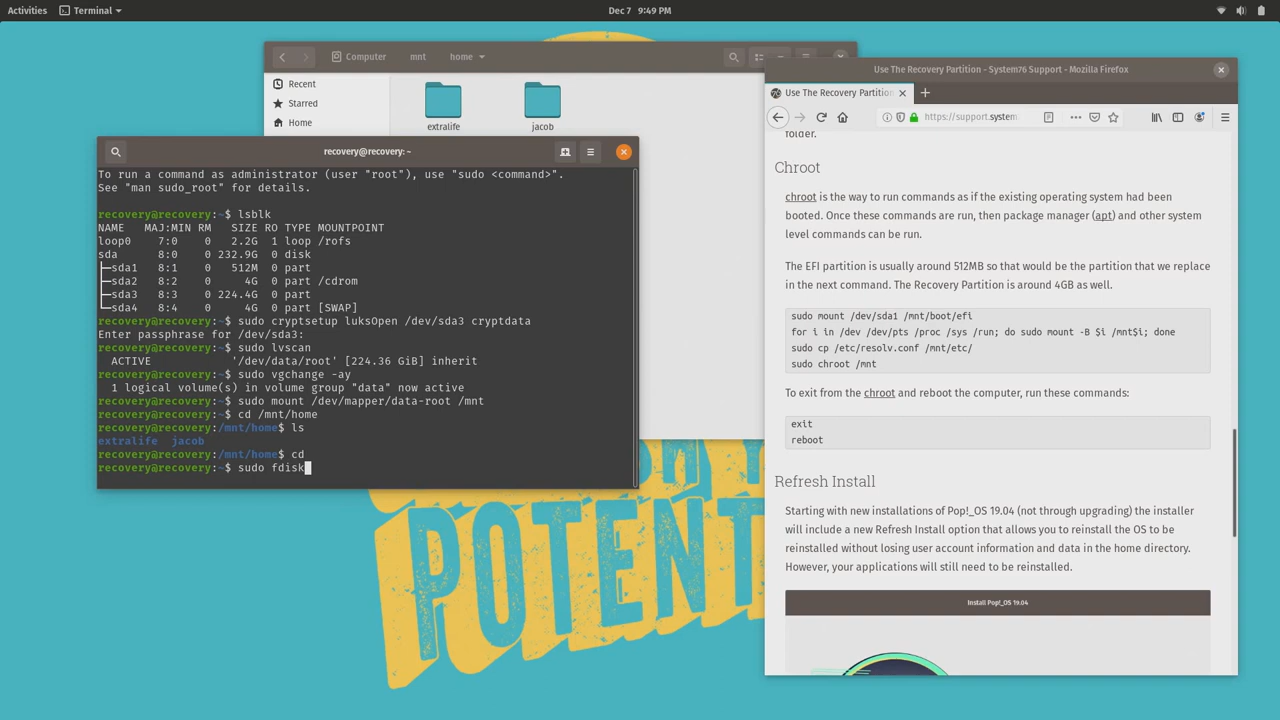 Activities
Terminal
Dec 7 9:49 PM
Computer
mnt
home
Recent
Starred
Home
extralife
jacob
recovery@recovery: ~
To run a command as administrator (user "root"), use "sudo <command>".
See "man sudo_root" for details.
recovery@recovery:~$ lsblk
NAME   MAJ:MIN RM   SIZE RO TYPE MOUNTPOINT
loop0    7:0    0   2.2G  1 loop /rofs
sda      8:0    0 232.9G  0 disk
├─sda1   8:1    0   512M  0 part
├─sda2   8:2    0     4G  0 part /cdrom
├─sda3   8:3    0 224.4G  0 part
└─sda4   8:4    0     4G  0 part [SWAP]
recovery@recovery:~$ sudo cryptsetup luksOpen /dev/sda3 cryptdata
Enter passphrase for /dev/sda3:
recovery@recovery:~$ sudo lvscan
  ACTIVE            '/dev/data/root' [224.36 GiB] inherit
recovery@recovery:~$ sudo vgchange -ay
  1 logical volume(s) in volume group "data" now active
recovery@recovery:~$ sudo mount /dev/mapper/data-root /mnt
recovery@recovery:~$ cd /mnt/home
recovery@recovery:/mnt/home$ ls
extralife  jacob
recovery@recovery:/mnt/home$ cd
recovery@recovery:~$ sudo fdisk
POTENT
Use The Recovery Partition - System76 Support - Mozilla Firefox
Use The Recovery Partition
https://support.system
folder.
Chroot
chroot is the way to run commands as if the existing operating system had been
booted. Once these commands are run, then package manager (apt) and other system
level commands can be run.
The EFI partition is usually around 512MB so that would be the partition that we replace
in the next command. The Recovery Partition is around 4GB as well.
sudo mount /dev/sda1 /mnt/boot/efi
for i in /dev /dev/pts /proc /sys /run; do sudo mount -B $i /mnt$i; done
sudo cp /etc/resolv.conf /mnt/etc/
sudo chroot /mnt
To exit from the chroot and reboot the computer, run these commands:
exit
reboot
Refresh Install
Starting with new installations of Pop!_OS 19.04 (not through upgrading) the installer
will include a new Refresh Install option that allows you to reinstall the OS to be
reinstalled without losing user account information and data in the home directory.
However, your applications will still need to be reinstalled.
Install Pop!_OS 19.04